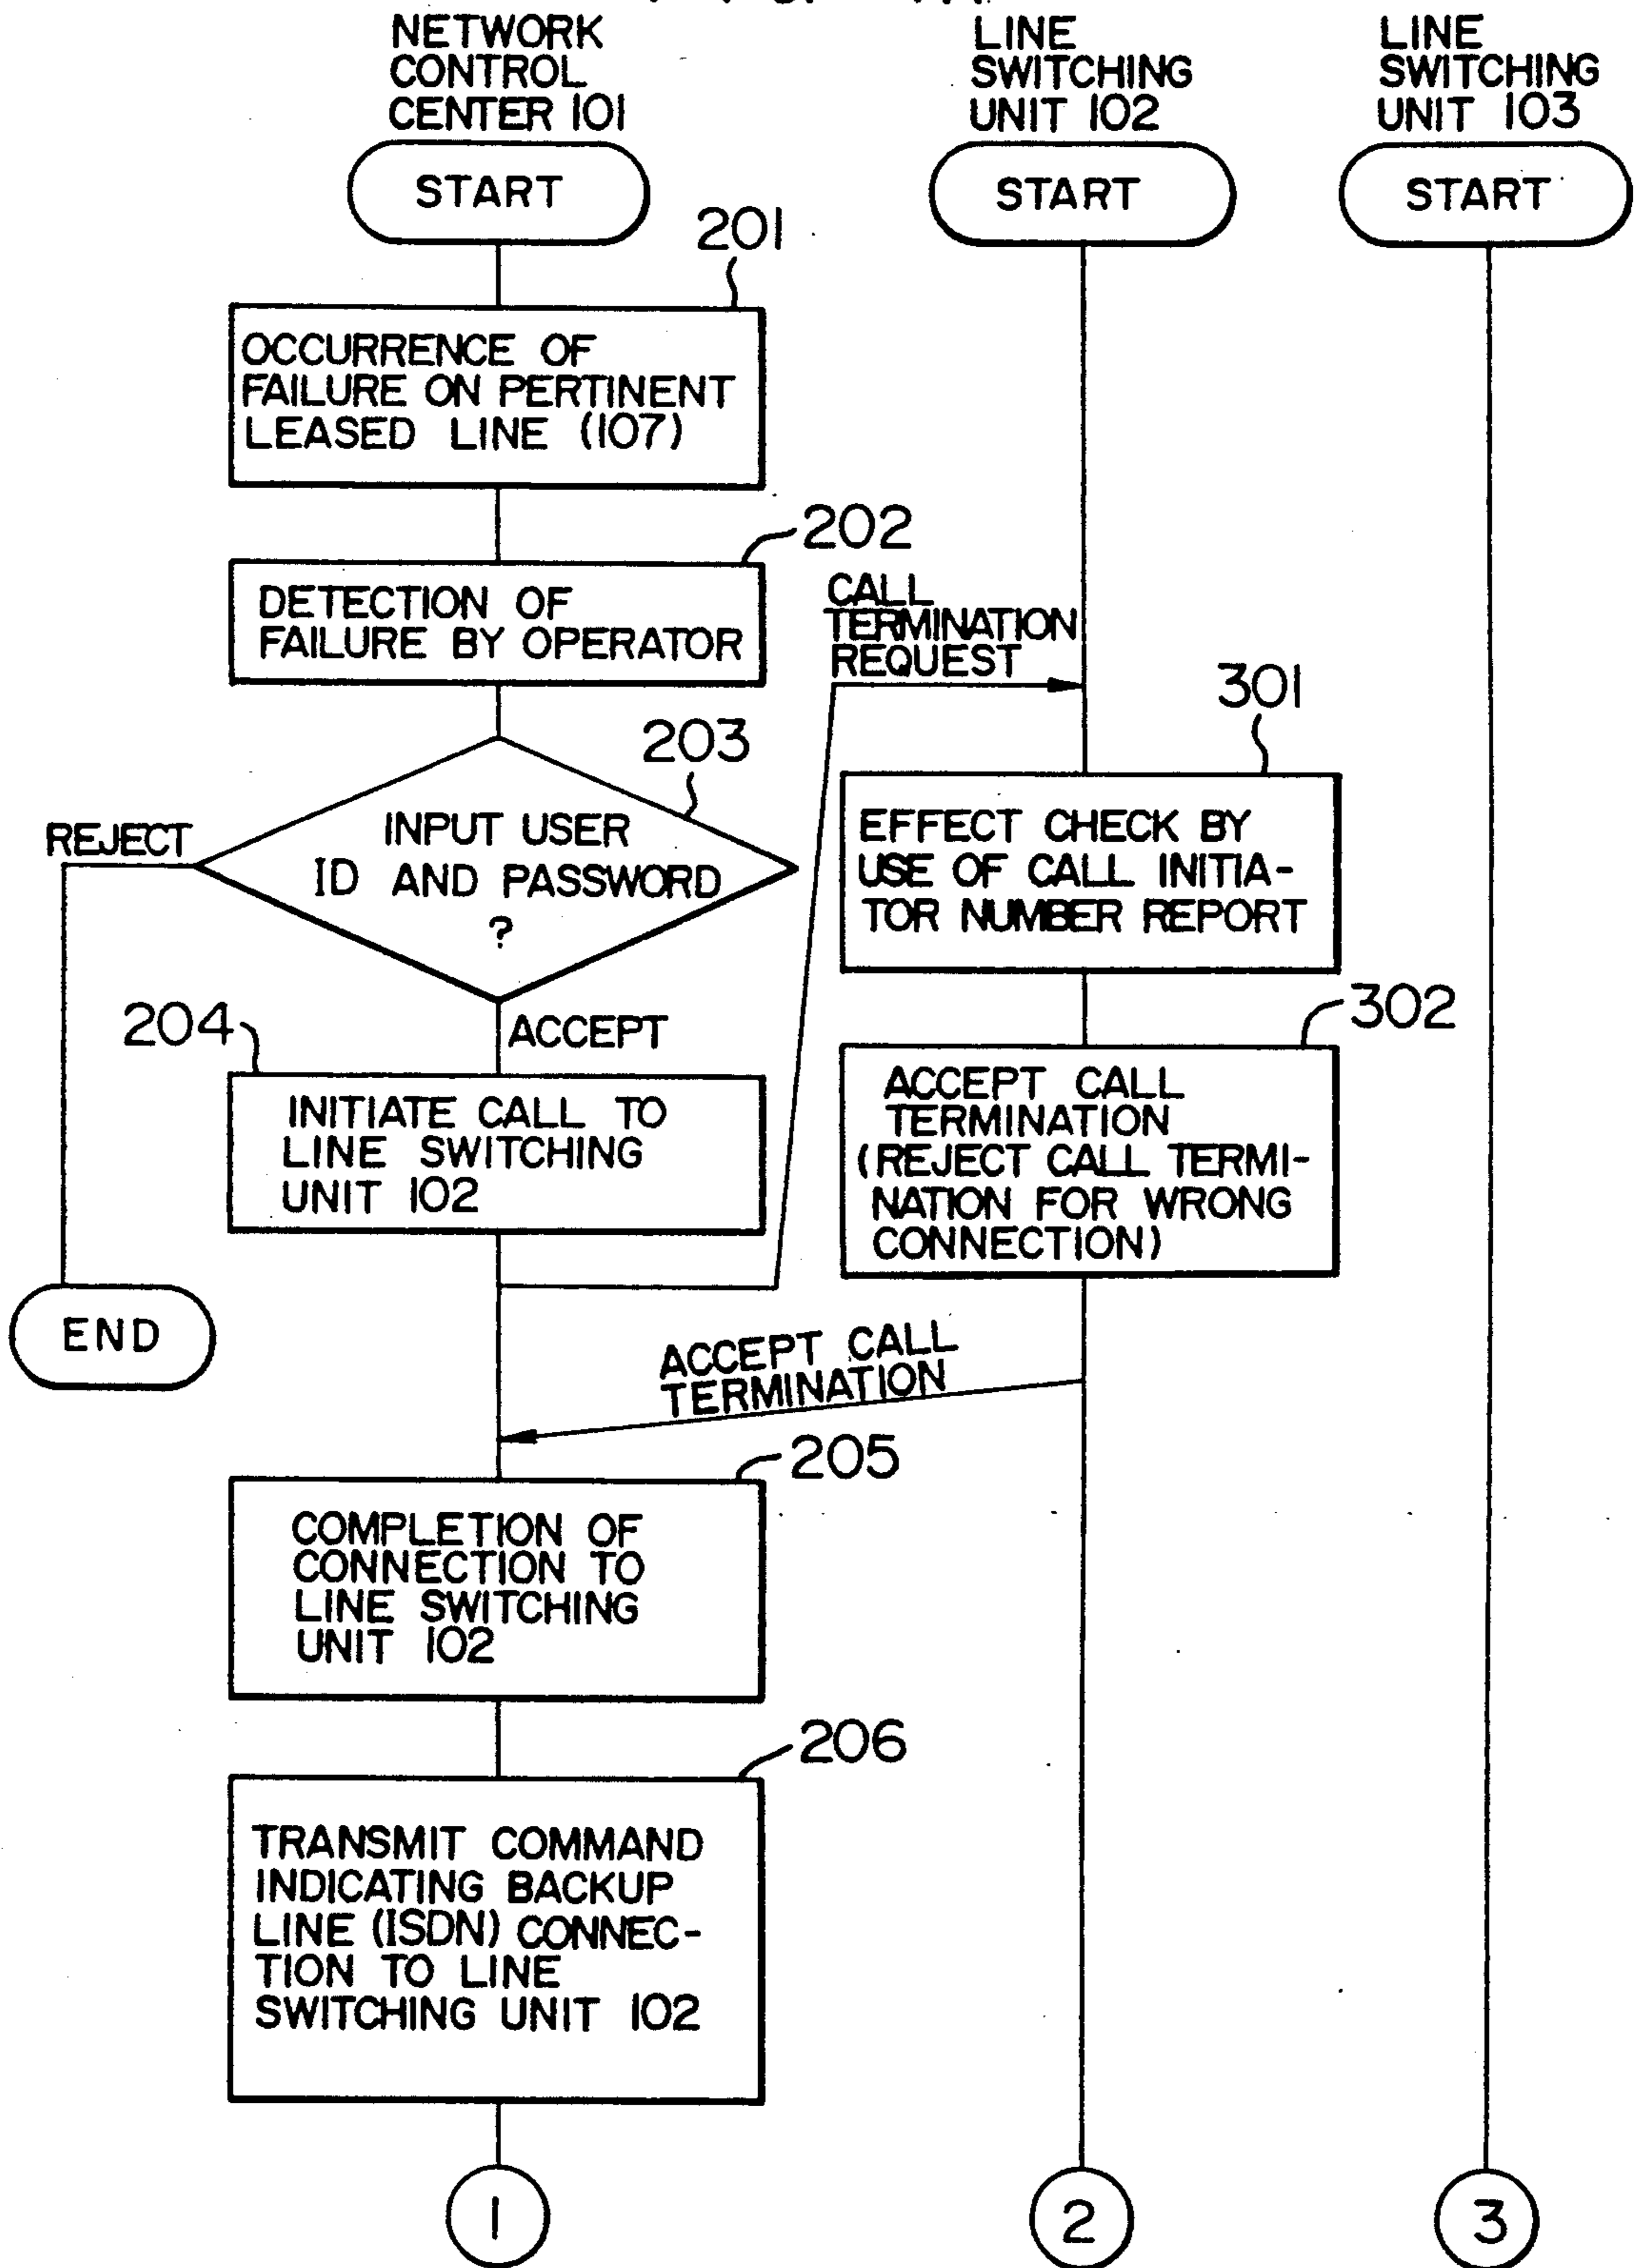 NETWORK
CONTROL
CENTER 101
LINE
SWITCHING
UNIT 102
LINE
SWITCHING
UNIT 103
START
START
START
201
OCCURRENCE OF
FAILURE ON PERTINENT
LEASED LINE (107)
202
DETECTION OF
FAILURE BY OPERATOR
CALL
TERMINATION
REQUEST
203
INPUT USER
ID AND PASSWORD
?
REJECT
ACCEPT
301
EFFECT CHECK BY
USE OF CALL INITIA-
TOR NUMBER REPORT
204
INITIATE CALL TO
LINE SWITCHING
UNIT 102
302
ACCEPT CALL
TERMINATION
(REJECT CALL TERMI-
NATION FOR WRONG
CONNECTION)
END
ACCEPT CALL
TERMINATION
205
COMPLETION OF
CONNECTION TO
LINE SWITCHING
UNIT 102
206
TRANSMIT COMMAND
INDICATING BACKUP
LINE (ISDN) CONNEC-
TION TO LINE
SWITCHING UNIT 102
1
2
3